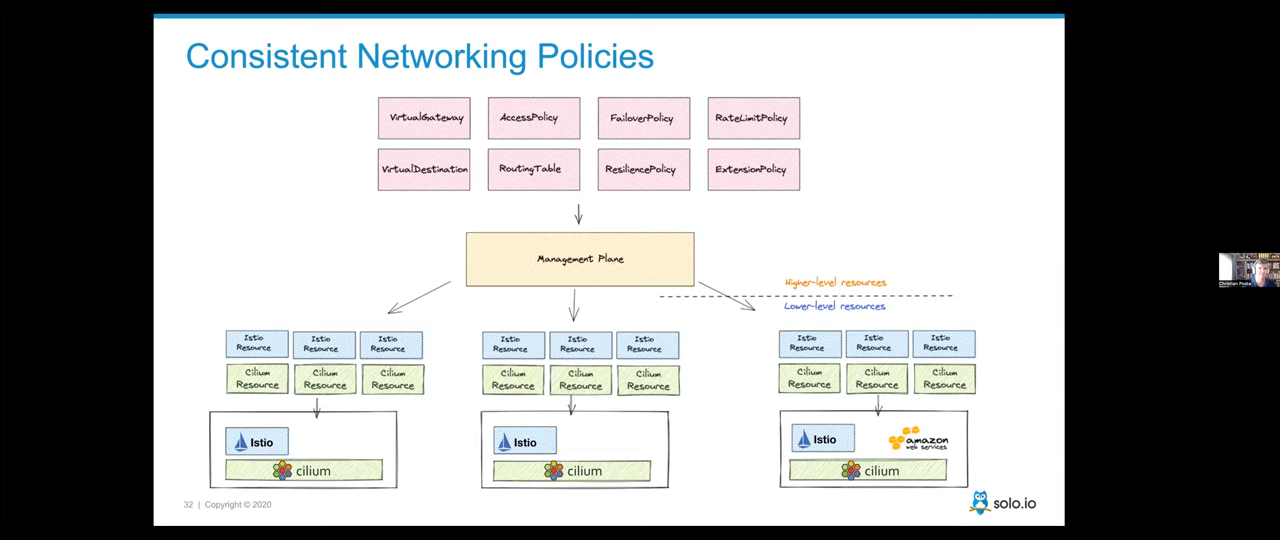 Consistent Networking Policies
VirtualGateway
AccessPolicy
FailoverPolicy
RateLimitPolicy
VirtualDestination
RoutingTable
ResiliencePolicy
ExtensionPolicy
Management Plane
Higher-level resources
Lower-level resources
Istio
Resource
Istio
Resource
Istio
Resource
Cilium
Resource
Cilium
Resource
Cilium
Resource
Istio
cilium
Istio
Resource
Istio
Resource
Istio
Resource
Cilium
Resource
Cilium
Resource
Cilium
Resource
Istio
cilium
Istio
Resource
Istio
Resource
Istio
Resource
Cilium
Resource
Cilium
Resource
Cilium
Resource
Istio
amazon
web services
cilium
32 | Copyright © 2020
solo.io
Christian Posta